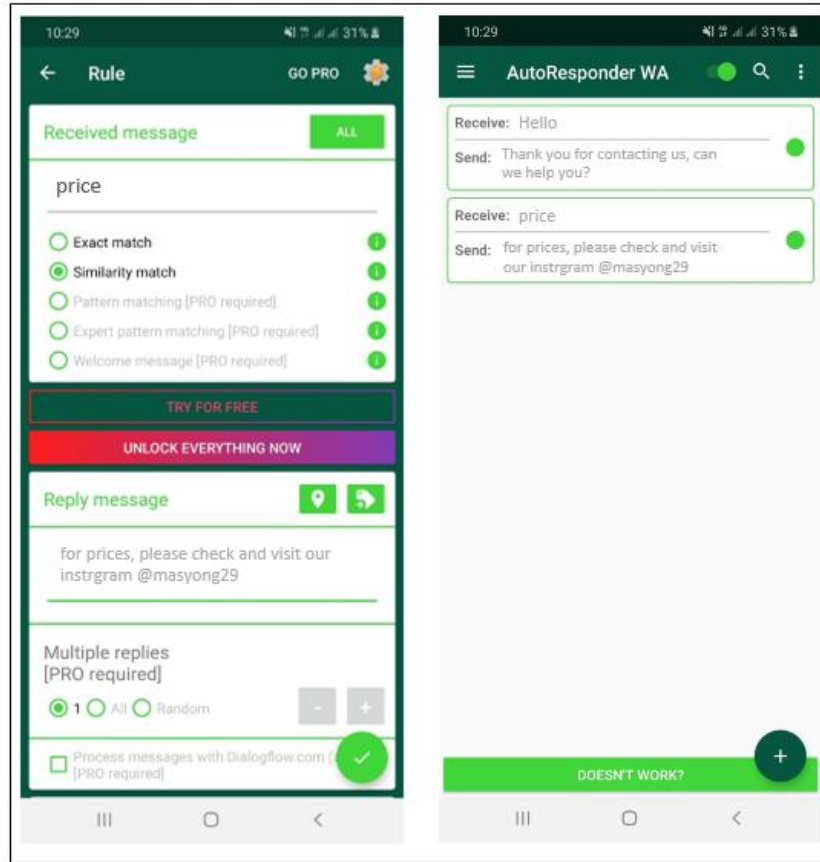 10:29
31%
Rule
GO PRO
Received message
ALL
price
Exact match
Similarity match
Pattern matching [PRO required]
Expert pattern matching [PRO required]
Welcome message [PRO required]
TRY FOR FREE
UNLOCK EVERYTHING NOW
Reply message
for prices, please check and visit our
instrgram @masyong29
Multiple replies
[PRO required]
1 All Random
- +
Process messages with Dialogflow.com
[PRO required]
10:29
31%
AutoResponder WA
Receive: Hello
Send: Thank you for contacting us, can
we help you?
Receive: price
Send: for prices, please check and visit
our instrgram @masyong29
+
DOESN'T WORK?